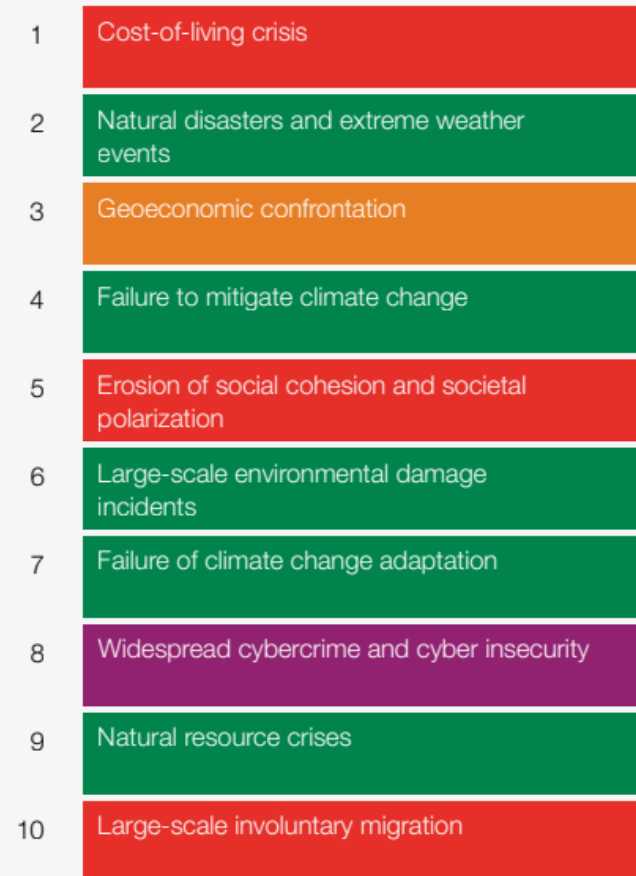 1 Cost-of-living crisis
2 Natural disasters and extreme weather
events
3 Geoeconomic confrontation
4 Failure to mitigate climate change
5 Erosion of social cohesion and societal
polarization
6 Large-scale environmental damage
incidents
7 Failure of climate change adaptation
8 Widespread cybercrime and cyber insecurity
9 Natural resource crises
10 Large-scale involuntary migration